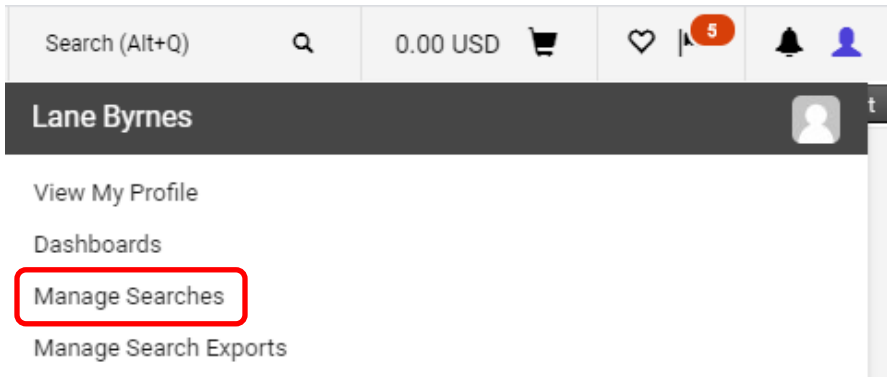 Search (Alt+Q) 0.00 USD 5
Lane Byrnes
t
View My Profile
Dashboards
Manage Searches
Manage Search Exports